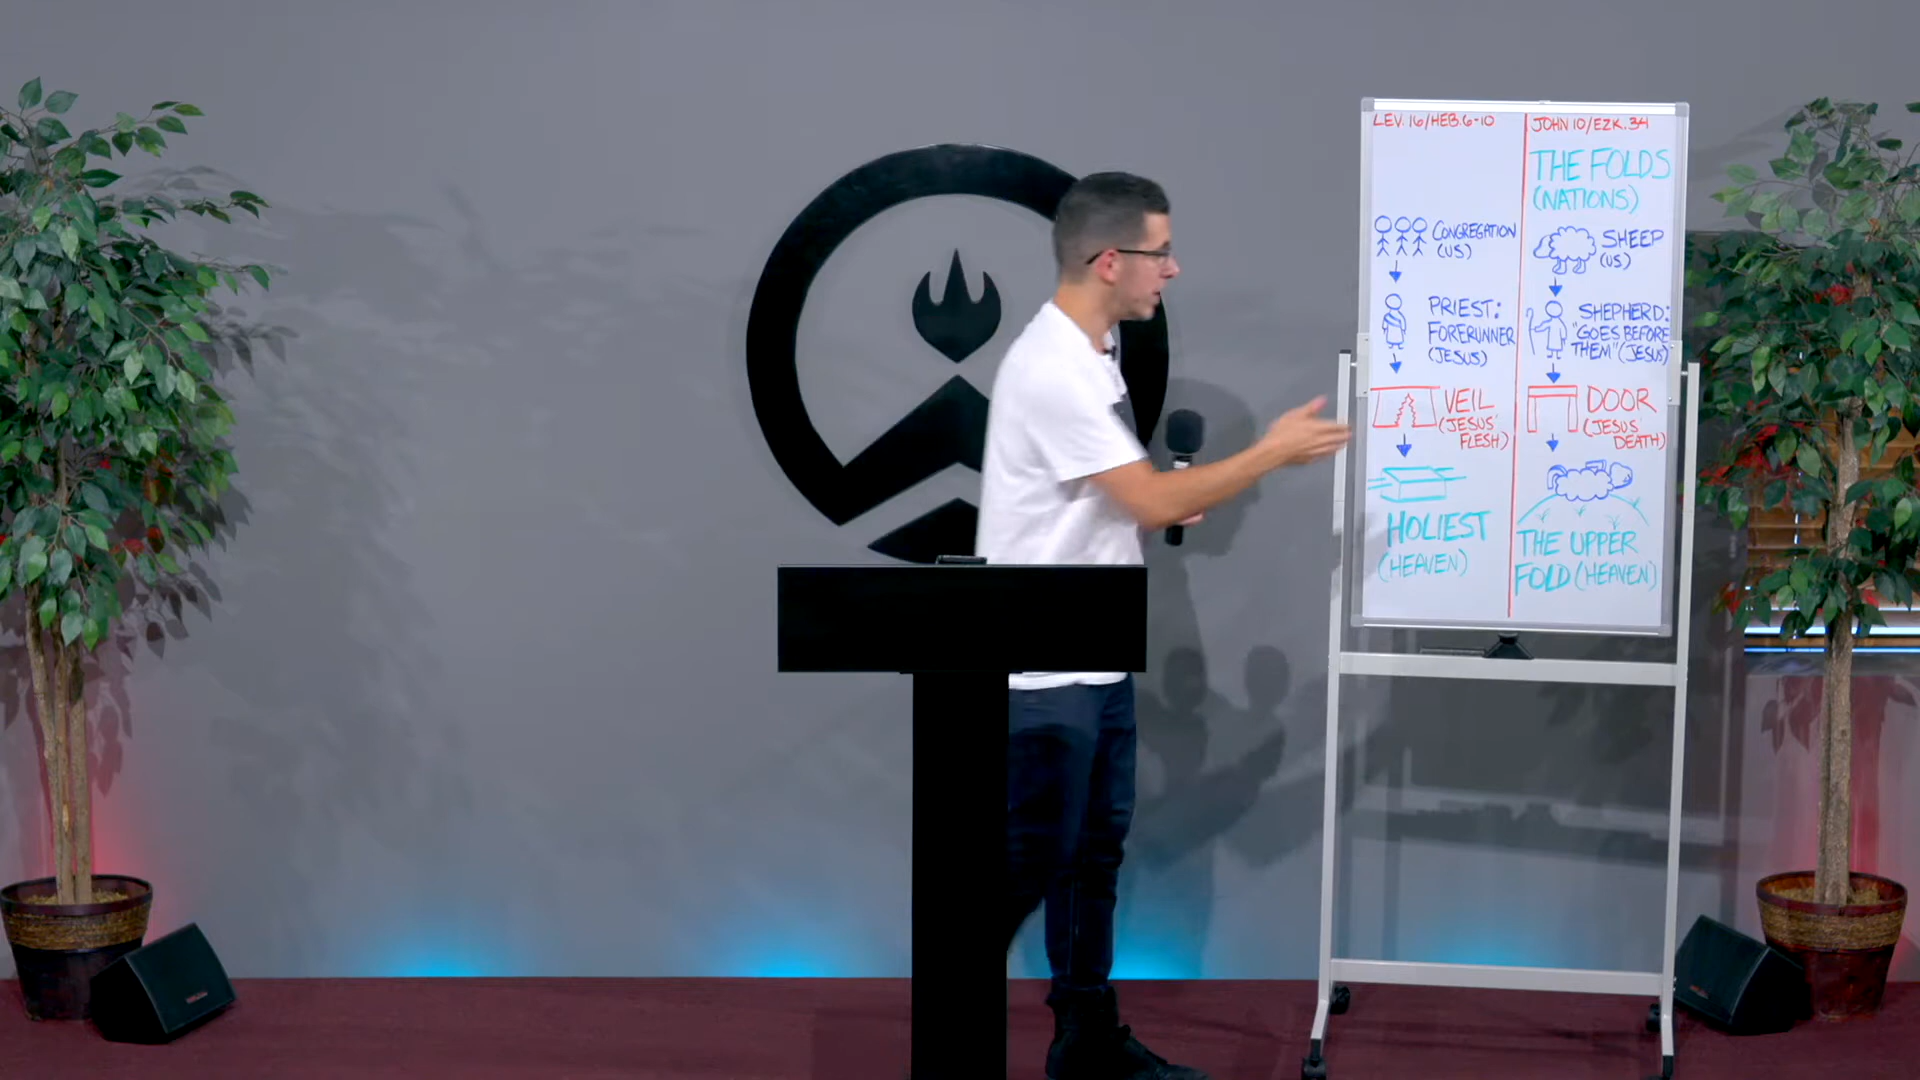 LEV. 16/HEB. 6-10
CONGREGATION
(US)
PRIEST:
FORERUNNER
(JESUS)
VEIL
(JESUS'
FLESH)
HOLIEST
(HEAVEN)
JOHN 10/EZK. 34
THE FOLDS
(NATIONS)
SHEEP
(US)
SHEPHERD:
"GOES BEFORE
THEM" (JESUS)
DOOR
(JESUS'
DEATH)
THE UPPER
FOLD (HEAVEN)